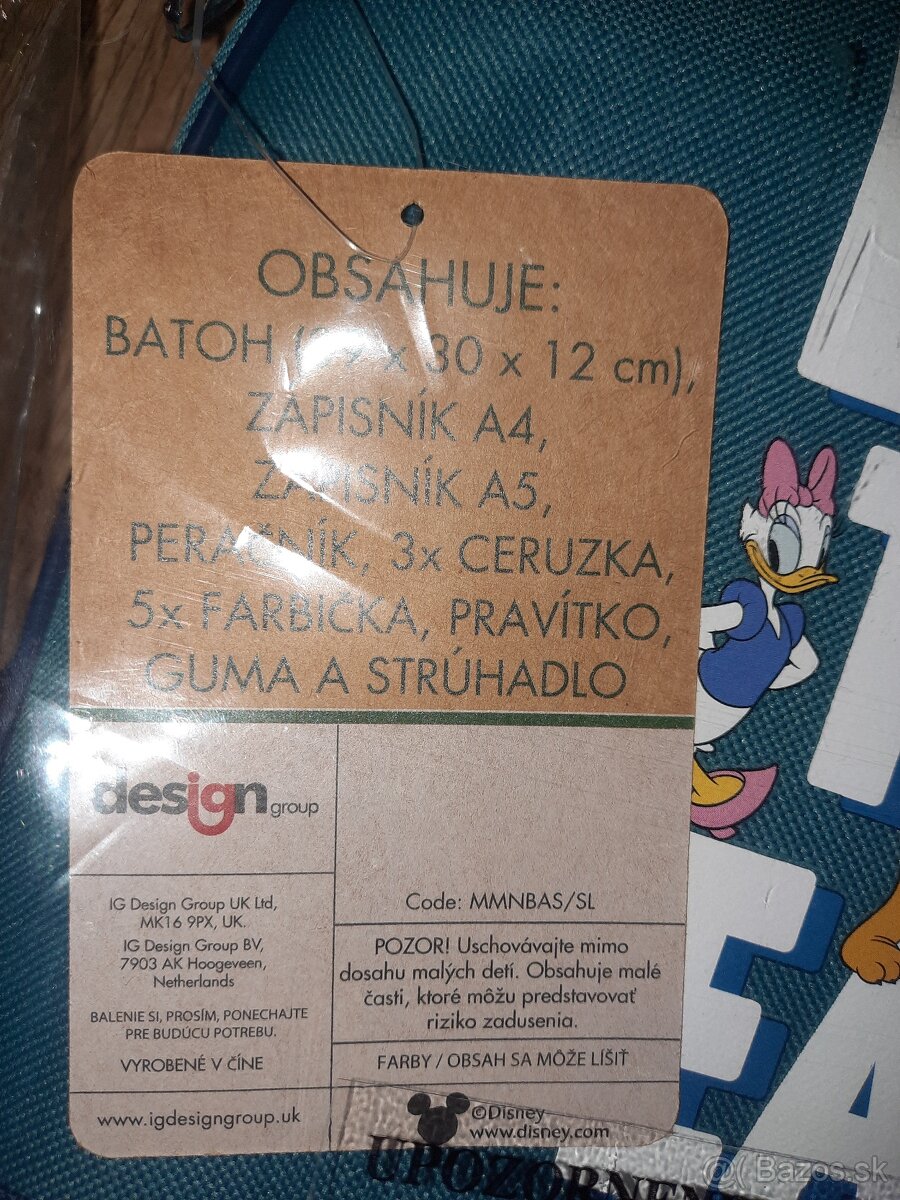 OBSAHUJE:
BATOH ( x 30 x 12 cm),
ZÁPISNÍK A4,
ZÁPISNÍK A5,
PERAČNÍK, 3x CERUZKA,
5x FARBIČKA, PRAVÍTKO,
GUMA A STRÚHADLO
design group
IG Design Group UK Ltd,
MK16 9PX, UK.
IG Design Group BV,
7903 AK Hoogeveen,
Netherlands
BALENIE SI, PROSÍM, PONECHAJTE
PRE BUDÚCU POTREBU.
VYROBENÉ V ČÍNE
www.igdesigngroup.uk
Code: MMNBAS/SL
POZOR! Uschovávajte mimo
dosahu malých detí. Obsahuje malé
časti, ktoré môžu predstavovať
riziko zadusenia.
FARBY / OBSAH SA MÔŽE LÍŠIŤ
©Disney
www.disney.com
Bazos.sk